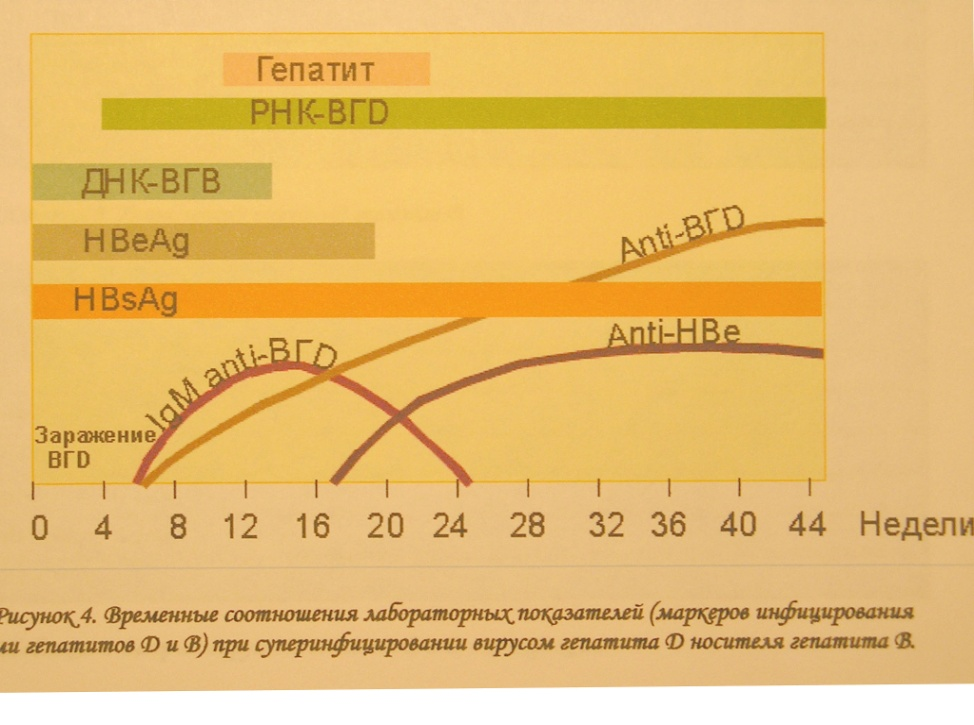 Гепатит
РНК-ВГD
ДНК-ВГВ
HBeAg
Anti-ВГD
HBsAg
Anti-HBe
IgM anti-ВГD
Заражение
ВГD
0 4 8 12 16 20 24 28 32 36 40 44 Недели
Рисунок 4. Временные соотношения лабораторных показателей (маркеров инфицирования
ми гепатитов D и В) при суперинфицировании вирусом гепатита D носителя гепатита В.